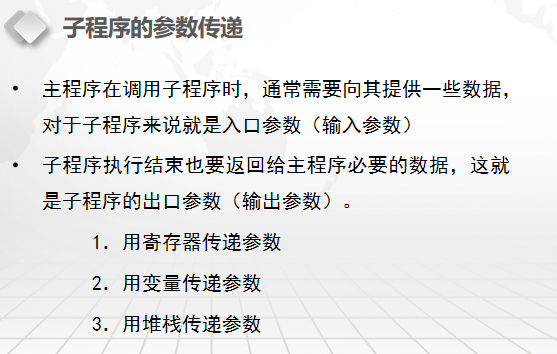 子程序的参数传递
• 主程序在调用子程序时，通常需要向其提供一些数据，
对于子程序来说就是入口参数（输入参数）
• 子程序执行结束也要返回给主程序必要的数据，这就
是子程序的出口参数（输出参数）。
1．用寄存器传递参数
2．用变量传递参数
3．用堆栈传递参数